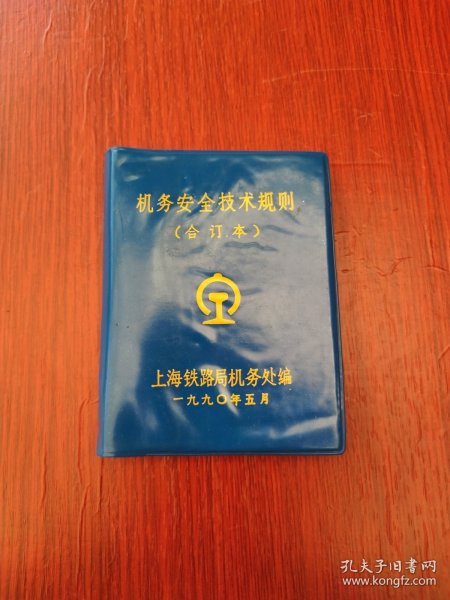 机务安全技术规则
（合订本）
上海铁路局机务处编
一九九〇年五月
孔夫子旧书网
www.kongfz.com